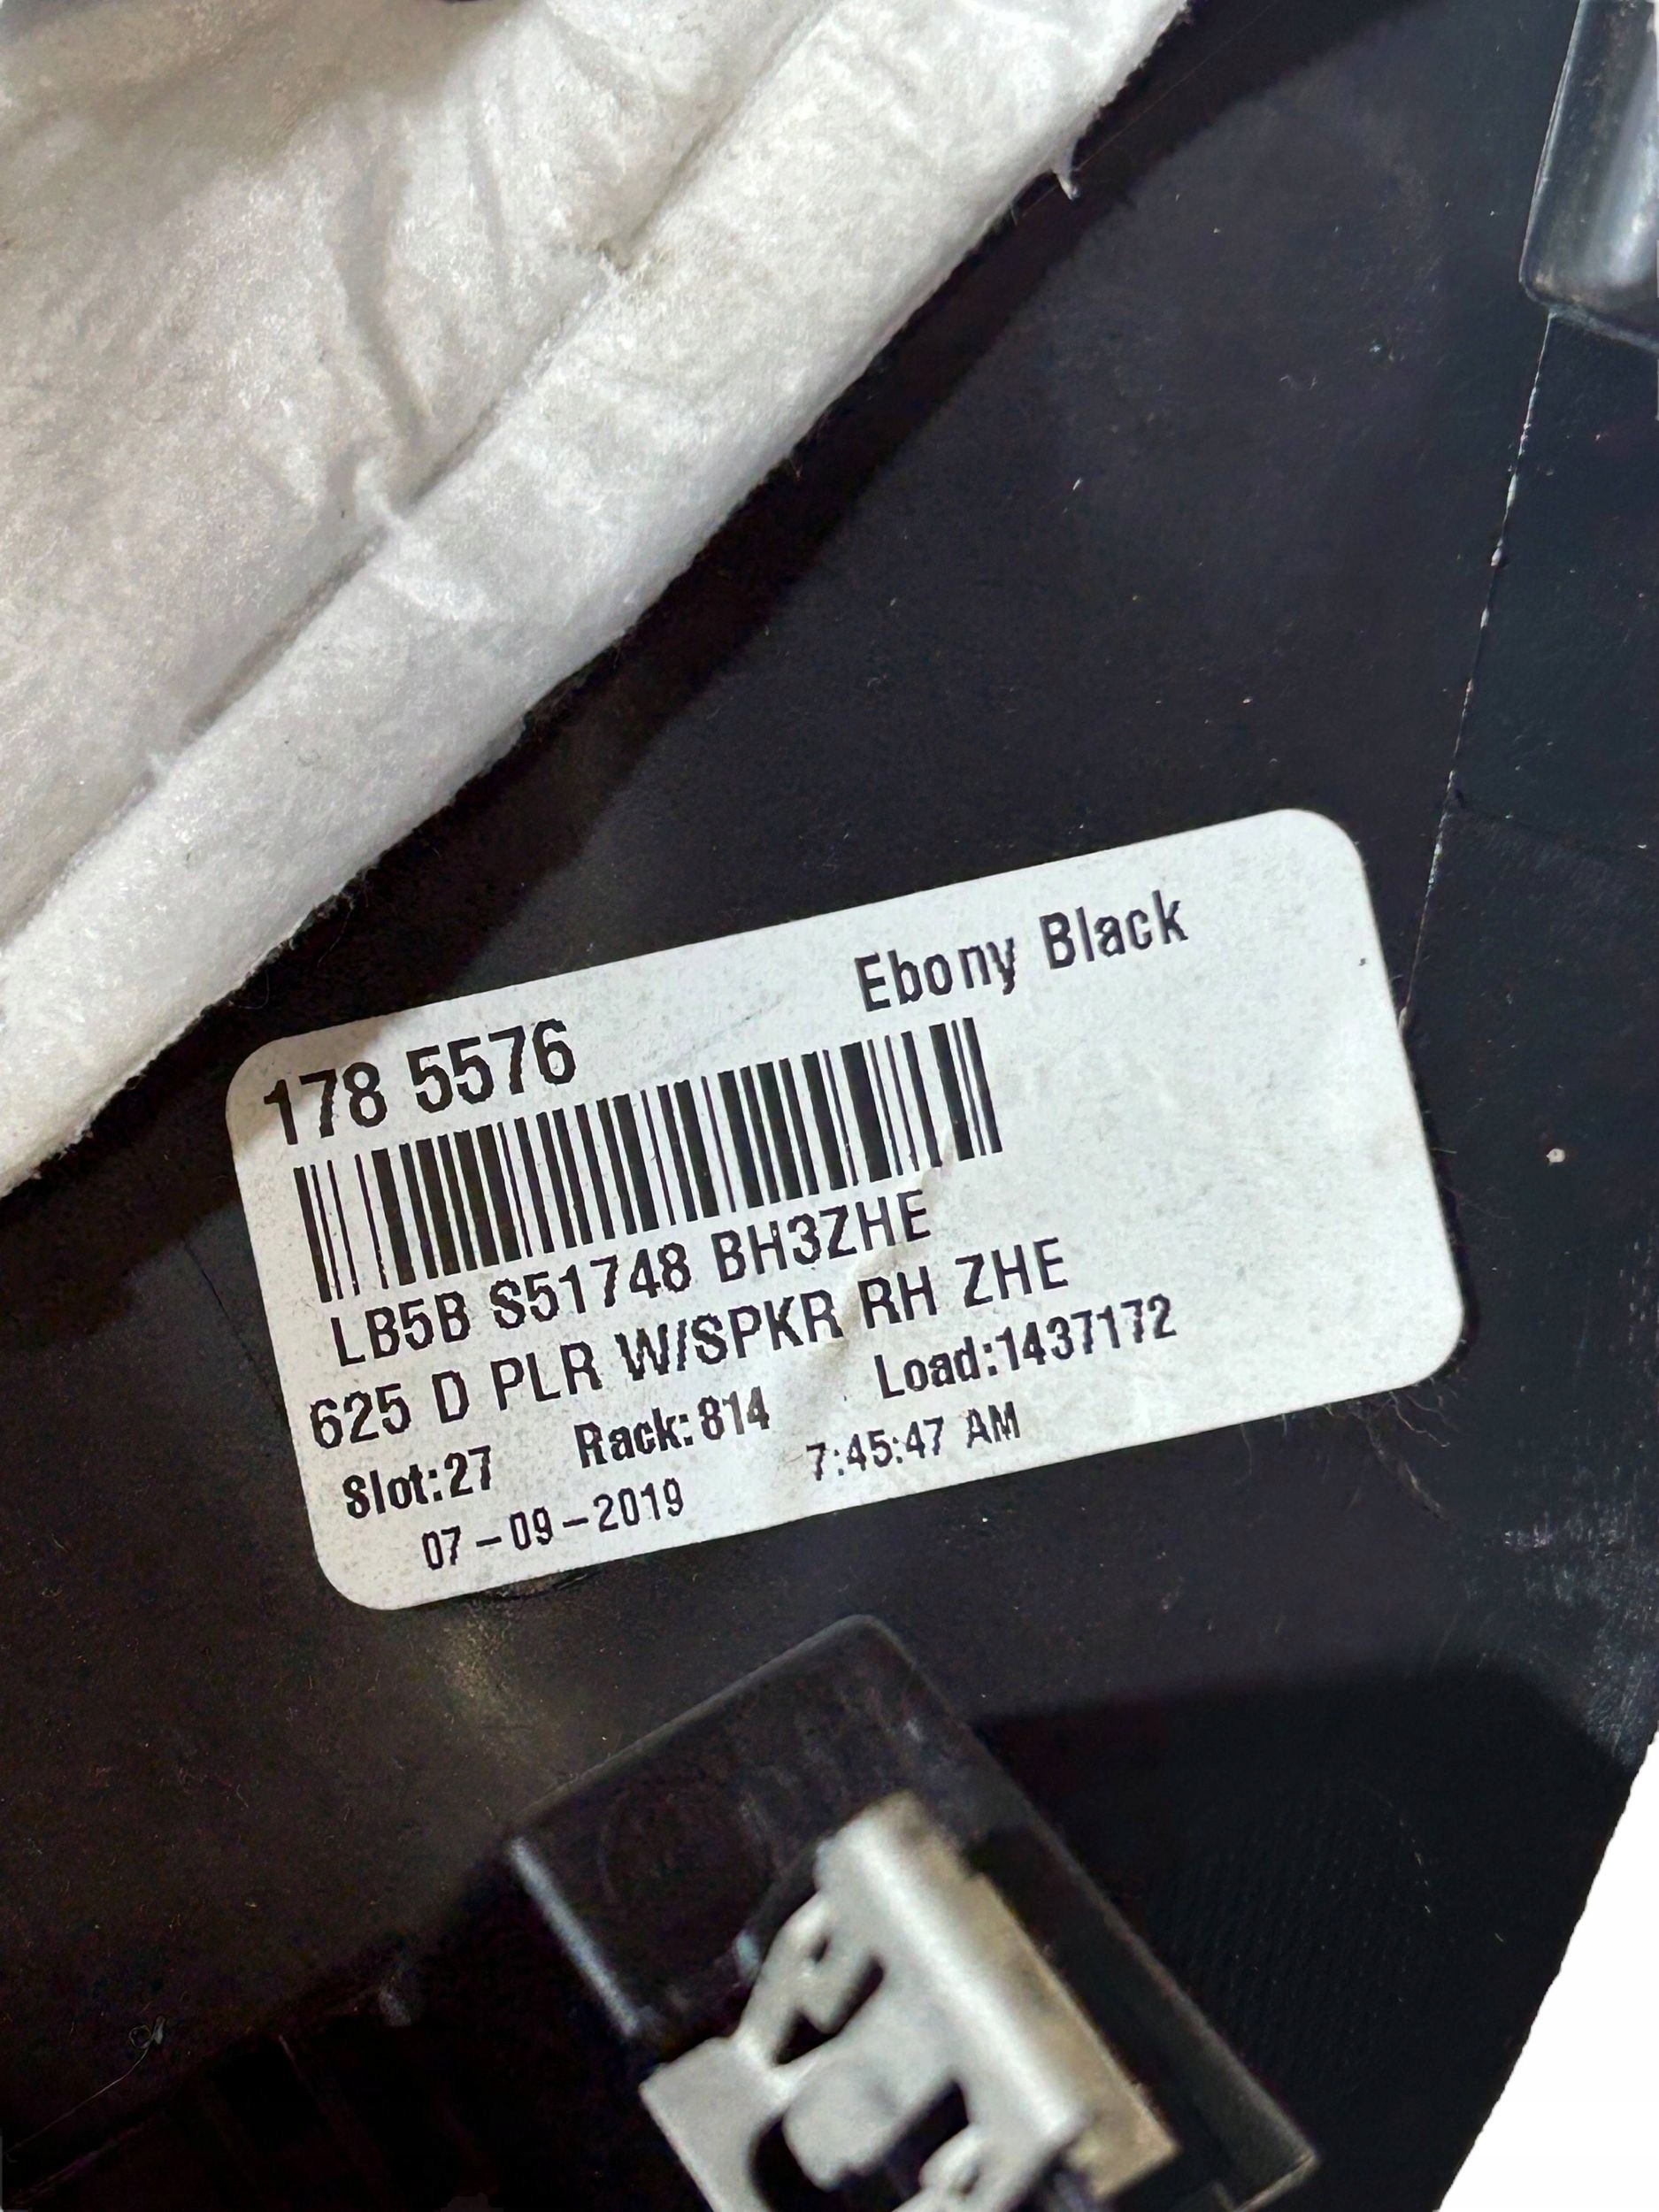 178 5576 Ebony Black
LB5B S51748 BH3ZHE
625 D PLR W/SPKR RH ZHE
Slot:27 Rack:814 Load:1437172
07-09-2019 7:45:47 AM